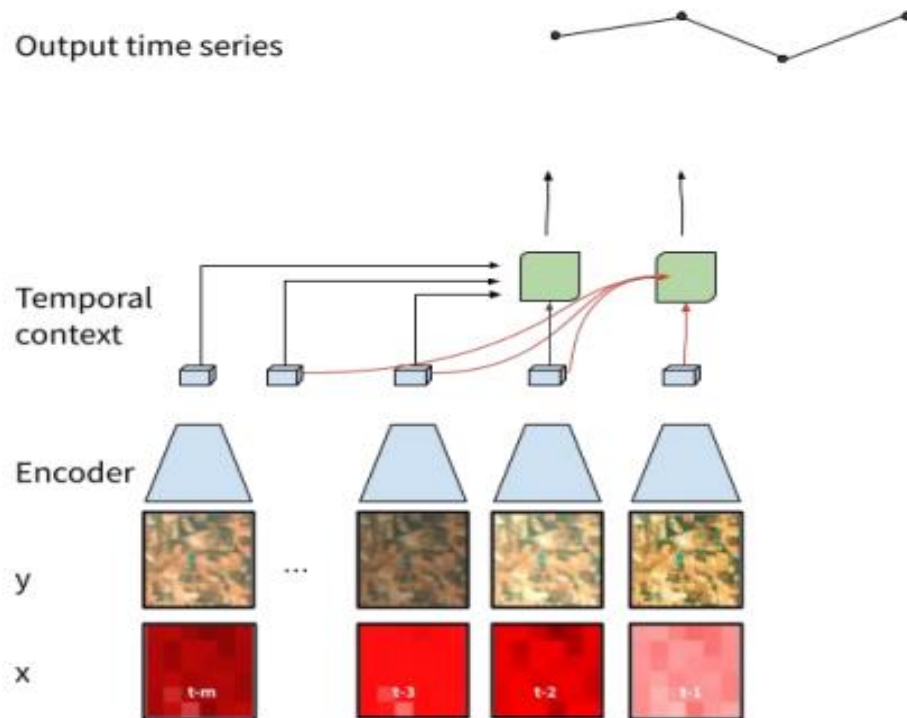 Output time series
Temporal
context
Encoder
y
...
x
t-m
t-3
t-2
t-1